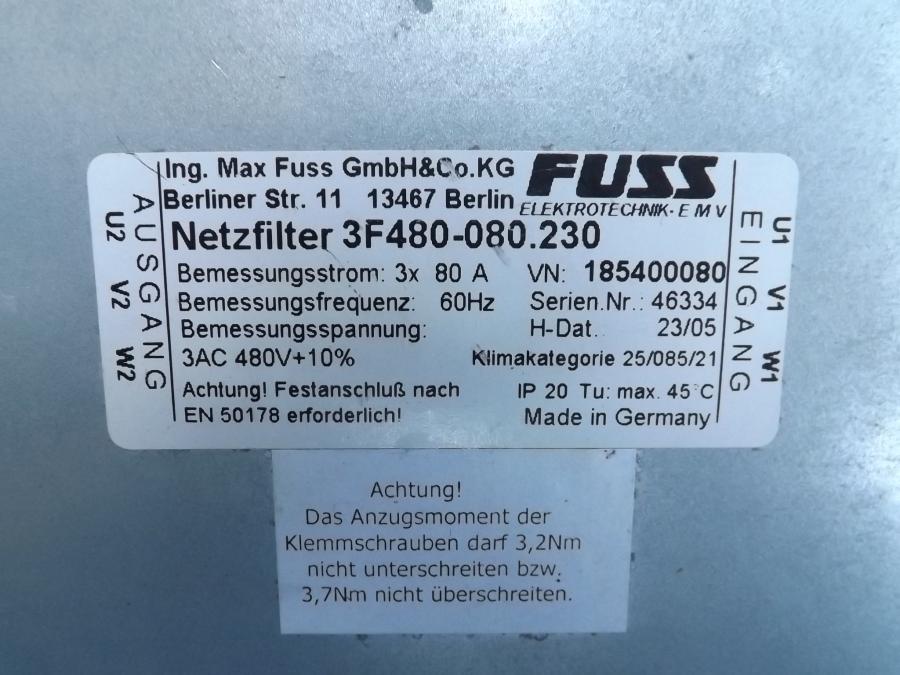 Ing. Max Fuss GmbH&Co.KG
FUSS
Berliner Str. 11 13467 Berlin
ELEKTROTECHNIK·EMV
Netzfilter 3F480-080.230
Bemessungsstrom: 3x 80 A VN: 185400080
Bemessungsfrequenz: 60Hz Serien.Nr.: 46334
Bemessungsspannung: H-Dat. 23/05
3AC 480V+10% Klimakategorie 25/085/21
Achtung! Festanschluß nach IP 20 Tu: max. 45°C
EN 50178 erforderlich! Made in Germany
AUSGANG
U2 V2 W2
EINGANG
U1 V1 W1
Achtung!
Das Anzugsmoment der
Klemmschrauben darf 3,2Nm
nicht unterschreiten bzw.
3,7Nm nicht überschreiten.